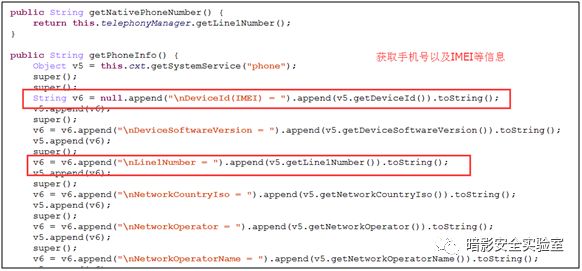 public String getNativePhoneNumber() {
return this.telephonyManager.getLine1Number();
}
public String getPhoneInfo() {
获取手机号以及IMEI等信息
Object v5 = this.cxt.getSystemService("phone");
super();
super();
String v6 = null.append("\nDeviceId(IMEI) = ").append(v5.getDeviceId()).toString();
v5.append(v6);
super();
v6 = v6.append("\nDeviceSoftwareVersion = ").append(v5.getDeviceSoftwareVersion()).toString();
v5.append(v6);
super();
v6 = v6.append("\nLine1Number = ").append(v5.getLine1Number()).toString();
v5.append(v6);
super();
v6 = v6.append("\nNetworkCountryIso = ").append(v5.getNetworkCountryIso()).toString();
v5.append(v6);
super();
v6 = v6.append("\nNetworkOperator = ").append(v5.getNetworkOperator()).toString();
v5.append(v6);
super();
v6 = v6.append("\nNetworkOperatorName = ").append(v5.getNetworkOperatorName()).toString();
v5.append(v6);
暗影安全实验室